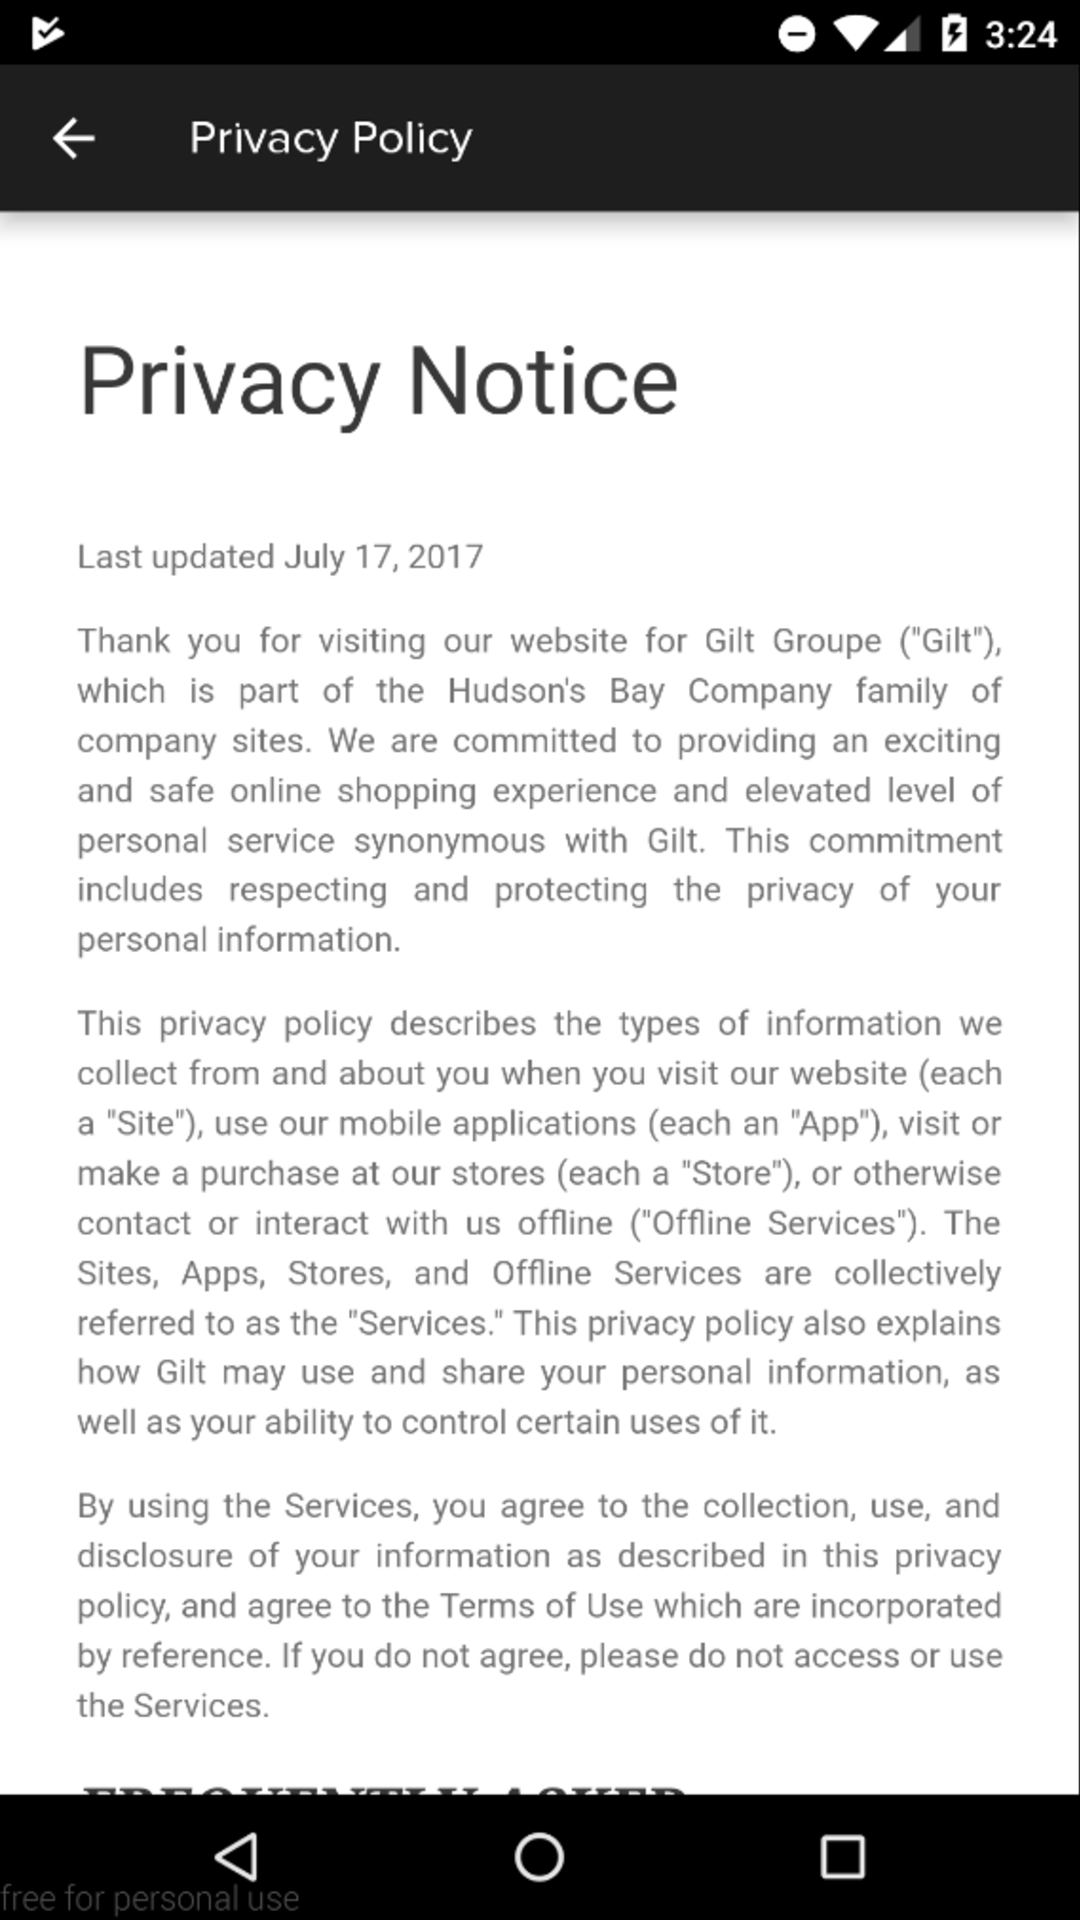 3:24
Privacy Policy
Privacy Notice
Last updated July 17, 2017
Thank you for visiting our website for Gilt Groupe ("Gilt"),
which is part of the Hudson's Bay Company family of
company sites. We are committed to providing an exciting
and safe online shopping experience and elevated level of
personal service synonymous with Gilt. This commitment
includes respecting and protecting the privacy of your
personal information.
This privacy policy describes the types of information we
collect from and about you when you visit our website (each
a "Site"), use our mobile applications (each an "App"), visit or
make a purchase at our stores (each a "Store"), or otherwise
contact or interact with us offline ("Offline Services"). The
Sites, Apps, Stores, and Offline Services are collectively
referred to as the "Services." This privacy policy also explains
how Gilt may use and share your personal information, as
well as your ability to control certain uses of it.
By using the Services, you agree to the collection, use, and
disclosure of your information as described in this privacy
policy, and agree to the Terms of Use which are incorporated
by reference. If you do not agree, please do not access or use
the Services.
FREQUENTLY ASKED
free for personal use